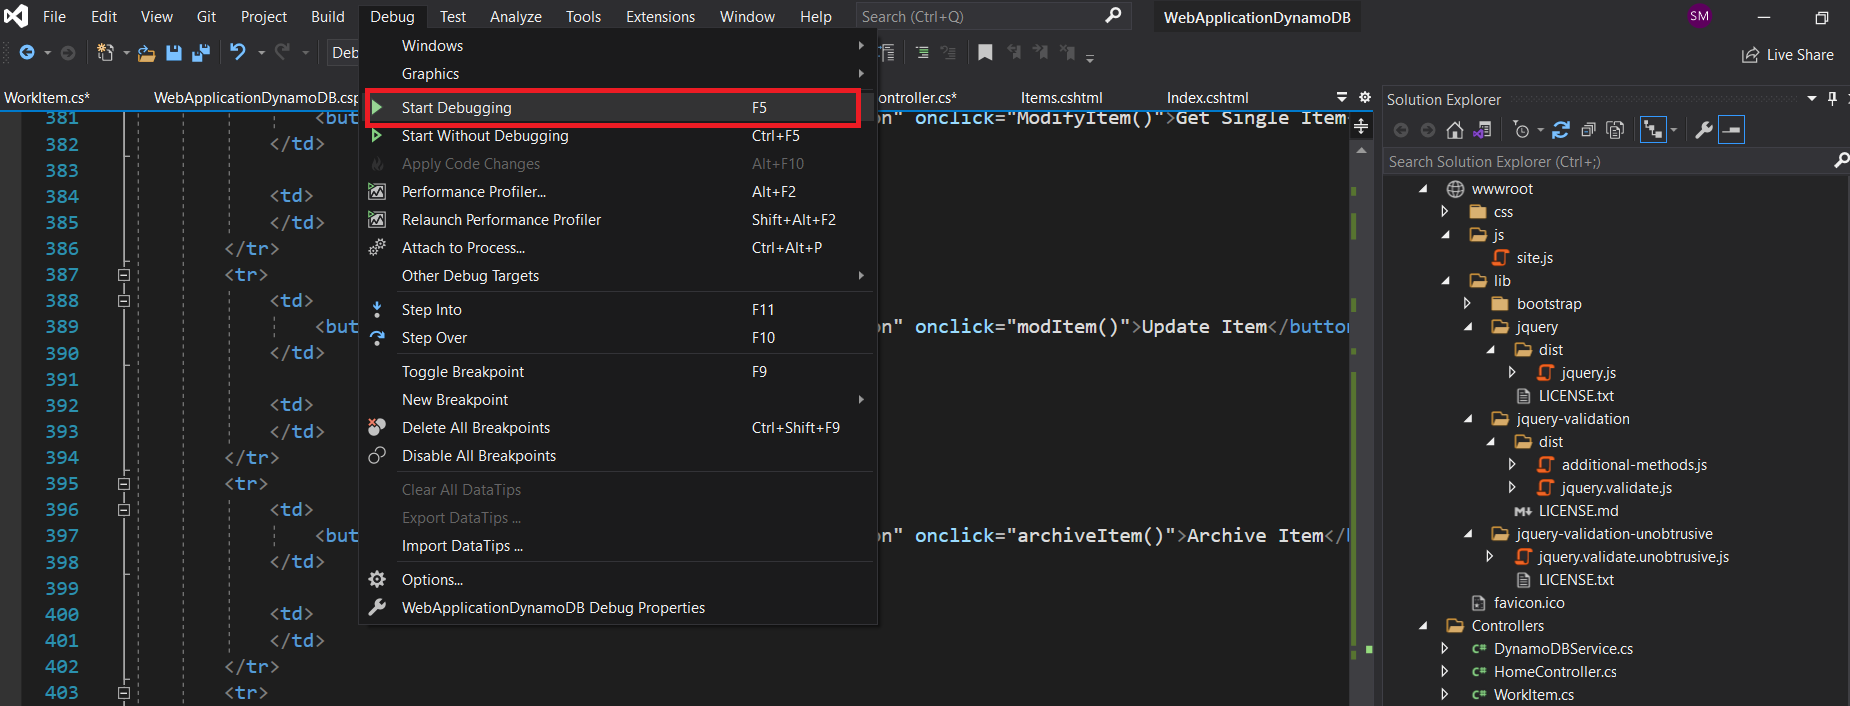 File Edit View Git Project Build Debug Test Analyze Tools Extensions Window Help Search (Ctrl+Q) WebApplicationDynamoDB SM
Deb Live Share
WorkItem.cs* WebApplicationDynamoDB.csp ontroller.cs* Items.cshtml Index.cshtml
Windows
Graphics
Start Debugging F5
Start Without Debugging Ctrl+F5
Apply Code Changes Alt+F10
Performance Profiler... Alt+F2
Relaunch Performance Profiler Shift+Alt+F2
Attach to Process... Ctrl+Alt+P
Other Debug Targets
Step Into F11
Step Over F10
Toggle Breakpoint F9
New Breakpoint
Delete All Breakpoints Ctrl+Shift+F9
Disable All Breakpoints
Clear All DataTips
Export DataTips ...
Import DataTips ...
Options...
WebApplicationDynamoDB Debug Properties
381 <but on" onclick="ModifyItem()">Get Single Item
382 </td>
383
384 <td>
385 </td>
386 </tr>
387 <tr>
388 <td>
389 <but on" onclick="modItem()">Update Item</button
390 </td>
391
392 <td>
393 </td>
394 </tr>
395 <tr>
396 <td>
397 <but on" onclick="archiveItem()">Archive Item</
398 </td>
399
400 <td>
401 </td>
402 </tr>
403 <tr>
Solution Explorer
Search Solution Explorer (Ctrl+;)
wwwroot
css
js
site.js
lib
bootstrap
jquery
dist
jquery.js
LICENSE.txt
jquery-validation
dist
additional-methods.js
jquery.validate.js
LICENSE.md
jquery-validation-unobtrusive
jquery.validate.unobtrusive.js
LICENSE.txt
favicon.ico
Controllers
C# DynamoDBService.cs
C# HomeController.cs
C# WorkItem.cs